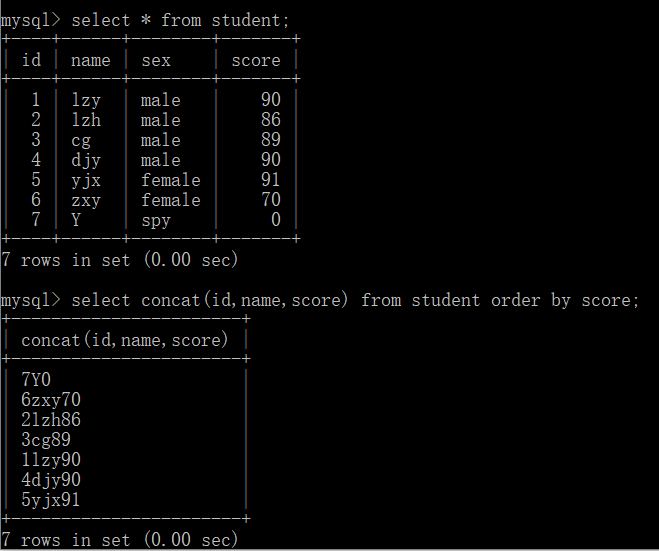 mysql> select * from student;
+----+------+--------+-------+
| id | name | sex    | score |
+----+------+--------+-------+
|  1 | lzy  | male   |    90 |
|  2 | lzh  | male   |    86 |
|  3 | cg   | male   |    89 |
|  4 | djy  | male   |    90 |
|  5 | yjx  | female |    91 |
|  6 | zxy  | female |    70 |
|  7 | Y    | spy    |     0 |
+----+------+--------+-------+
7 rows in set (0.00 sec)
mysql> select concat(id,name,score) from student order by score;
+-----------------------+
| concat(id,name,score) |
+-----------------------+
| 7Y0                   |
| 6zxy70                |
| 2lzh86                |
| 3cg89                 |
| 1lzy90                |
| 4djy90                |
| 5yjx91                |
+-----------------------+
7 rows in set (0.00 sec)